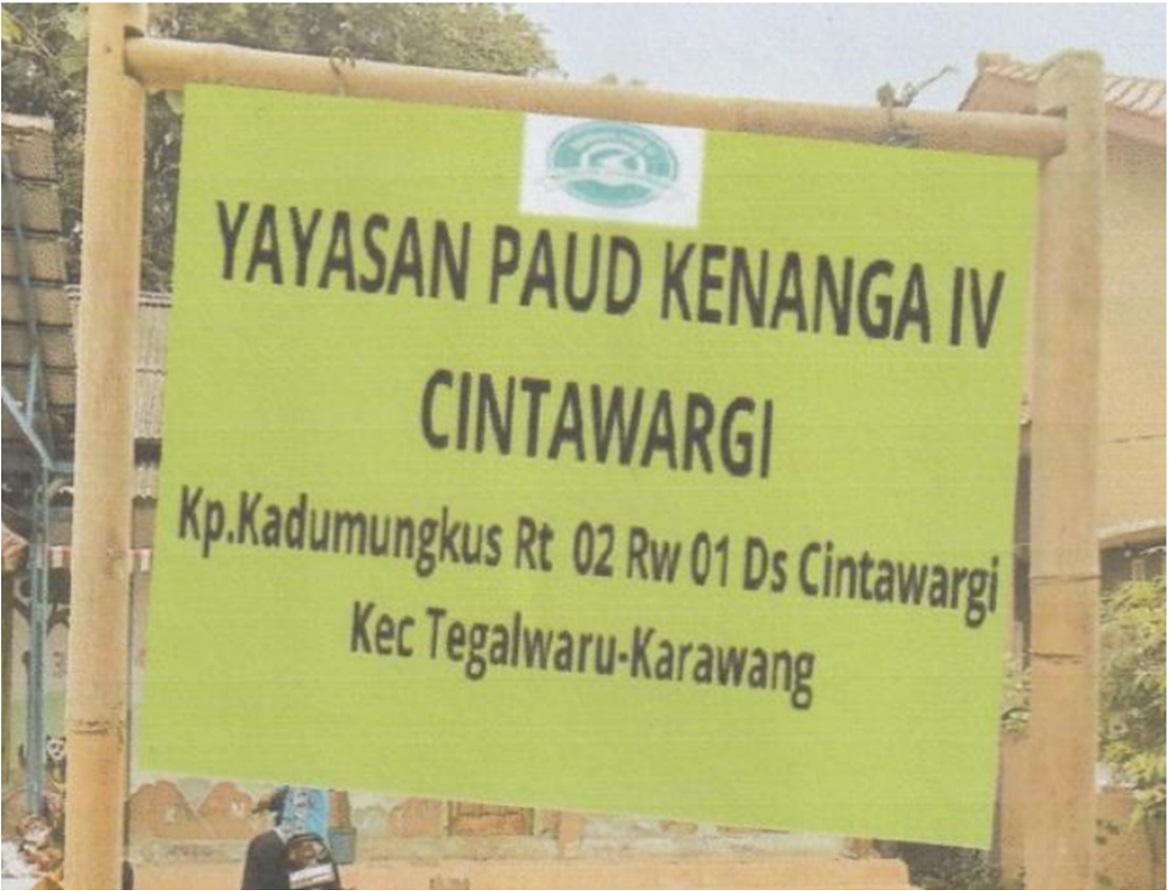 YAYASAN PAUD KENANGA IV
CINTAWARGI
Kp.Kadumungkus Rt 02 Rw 01 Ds Cintawargi
Kec Tegalwaru-Karawang